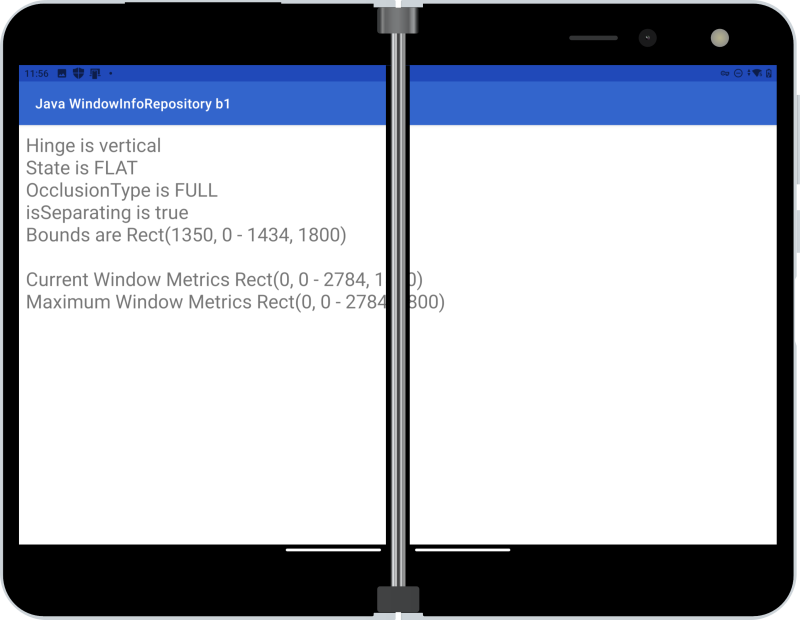 11:56
Java WindowInfoRepository b1
Hinge is vertical
State is FLAT
OcclusionType is FULL
isSeparating is true
Bounds are Rect(1350, 0 - 1434, 1800)
Current Window Metrics Rect(0, 0 - 2784, 1 0)
Maximum Window Metrics Rect(0, 0 - 2784 800)